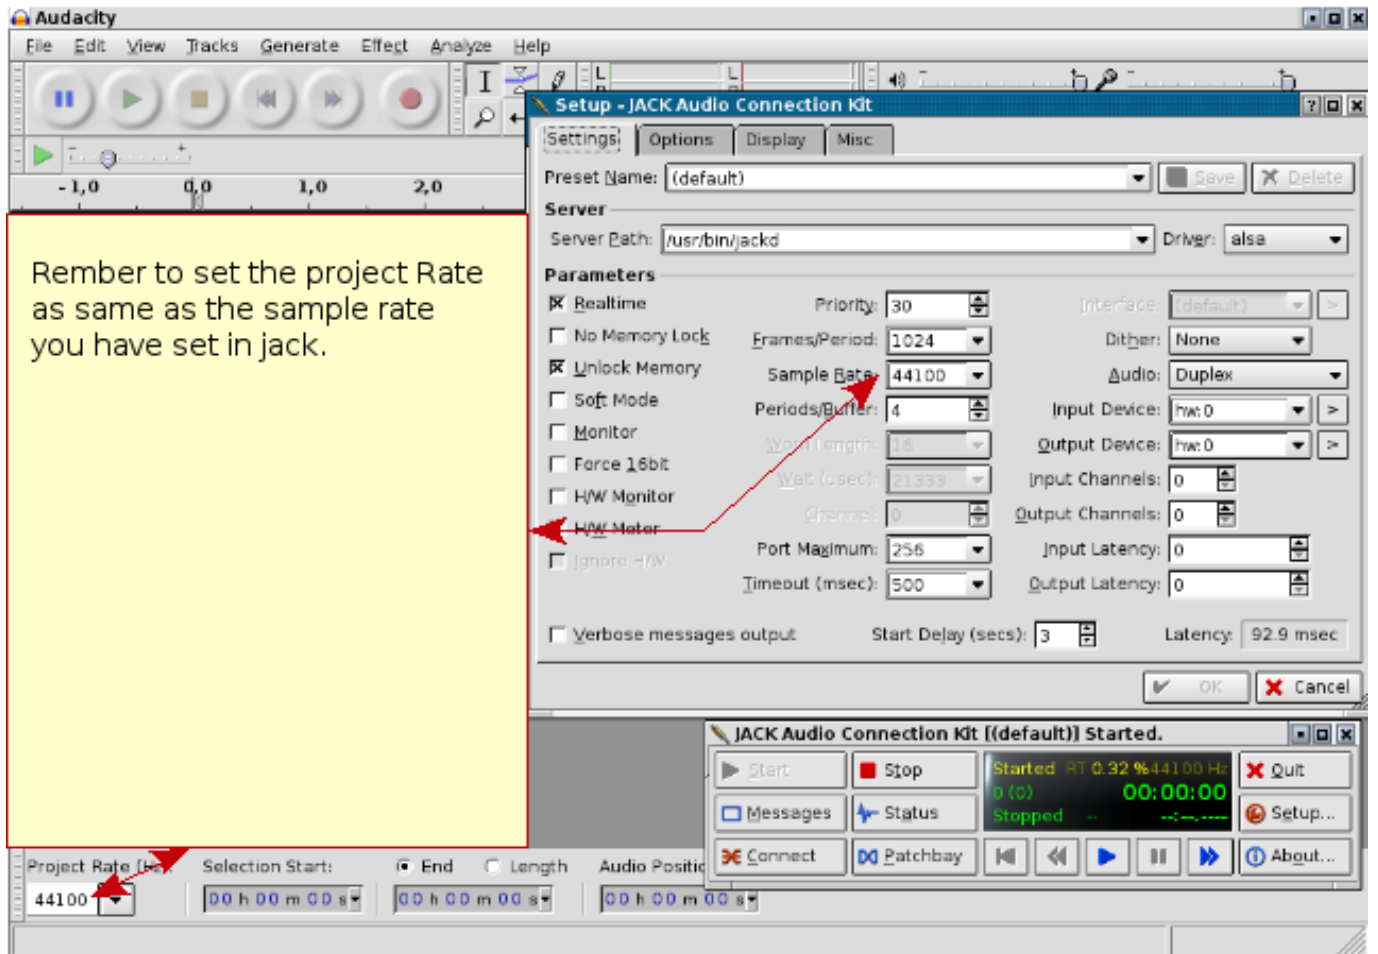 Audacity
File Edit View Tracks Generate Effect Analyze Help
L L
Setup - JACK Audio Connection Kit
Settings Options Display Misc
-1,0 0,0 1,0 2,0
Preset Name: (default) Save Delete
Server
Server Path: /usr/bin/jackd Driver: alsa
Parameters
Realtime Priority: 30 Interface: (default) >
No Memory Lock Frames/Period: 1024 Dither: None
Unlock Memory Sample Rate: 44100 Audio: Duplex
Soft Mode Periods/Buffer: 4 Input Device: hw:0 >
Monitor Word Length: 16 Output Device: hw:0 >
Force 16bit Wait (usec): 21333 Input Channels: 0
H/W Monitor Channel: 0 Output Channels: 0
H/W Meter Port Maximum: 256 Input Latency: 0
Ignore H/W Timeout (msec): 500 Output Latency: 0
Verbose messages output Start Delay (secs): 3 Latency: 92.9 msec
OK Cancel
Rember to set the project Rate
as same as the sample rate
you have set in jack.
JACK Audio Connection Kit [(default)] Started.
Start Stop Started RT 0.32 % 44100 Hz Quit
0 (0) 00:00:00
Messages Status Stopped -- --:--.---- Setup...
Connect Patchbay About...
Project Rate Selection Start: End Length Audio Positio
44100 00 h 00 m 00 s 00 h 00 m 00 s 00 h 00 m 00 s